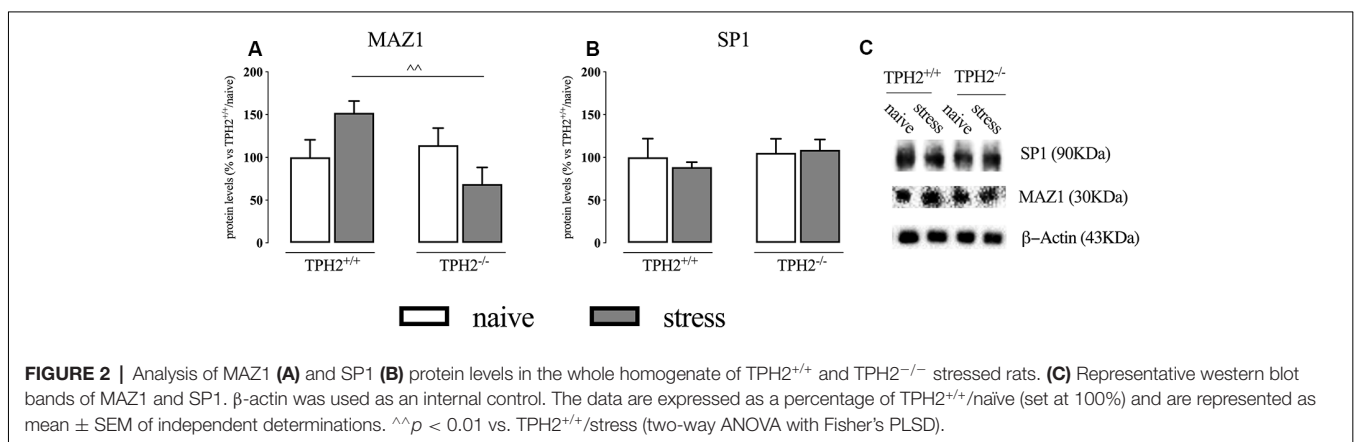 A
MAZ1
^^
protein levels (% vs TPH2+/+/naive)
200
150
100
50
0
TPH2+/+
TPH2-/-
B
SP1
protein levels (% vs TPH2+/+/naive)
200
150
100
50
0
TPH2+/+
TPH2-/-
C
TPH2+/+ TPH2-/-
naive stress naive stress
SP1 (90KDa)
MAZ1 (30KDa)
β-Actin (43KDa)
naive stress
FIGURE 2 | Analysis of MAZ1 (A) and SP1 (B) protein levels in the whole homogenate of TPH2+/+ and TPH2−/− stressed rats. (C) Representative western blot
bands of MAZ1 and SP1. β-actin was used as an internal control. The data are expressed as a percentage of TPH2+/+/naïve (set at 100%) and are represented as
mean ± SEM of independent determinations. ^^p < 0.01 vs. TPH2+/+/stress (two-way ANOVA with Fisher's PLSD).